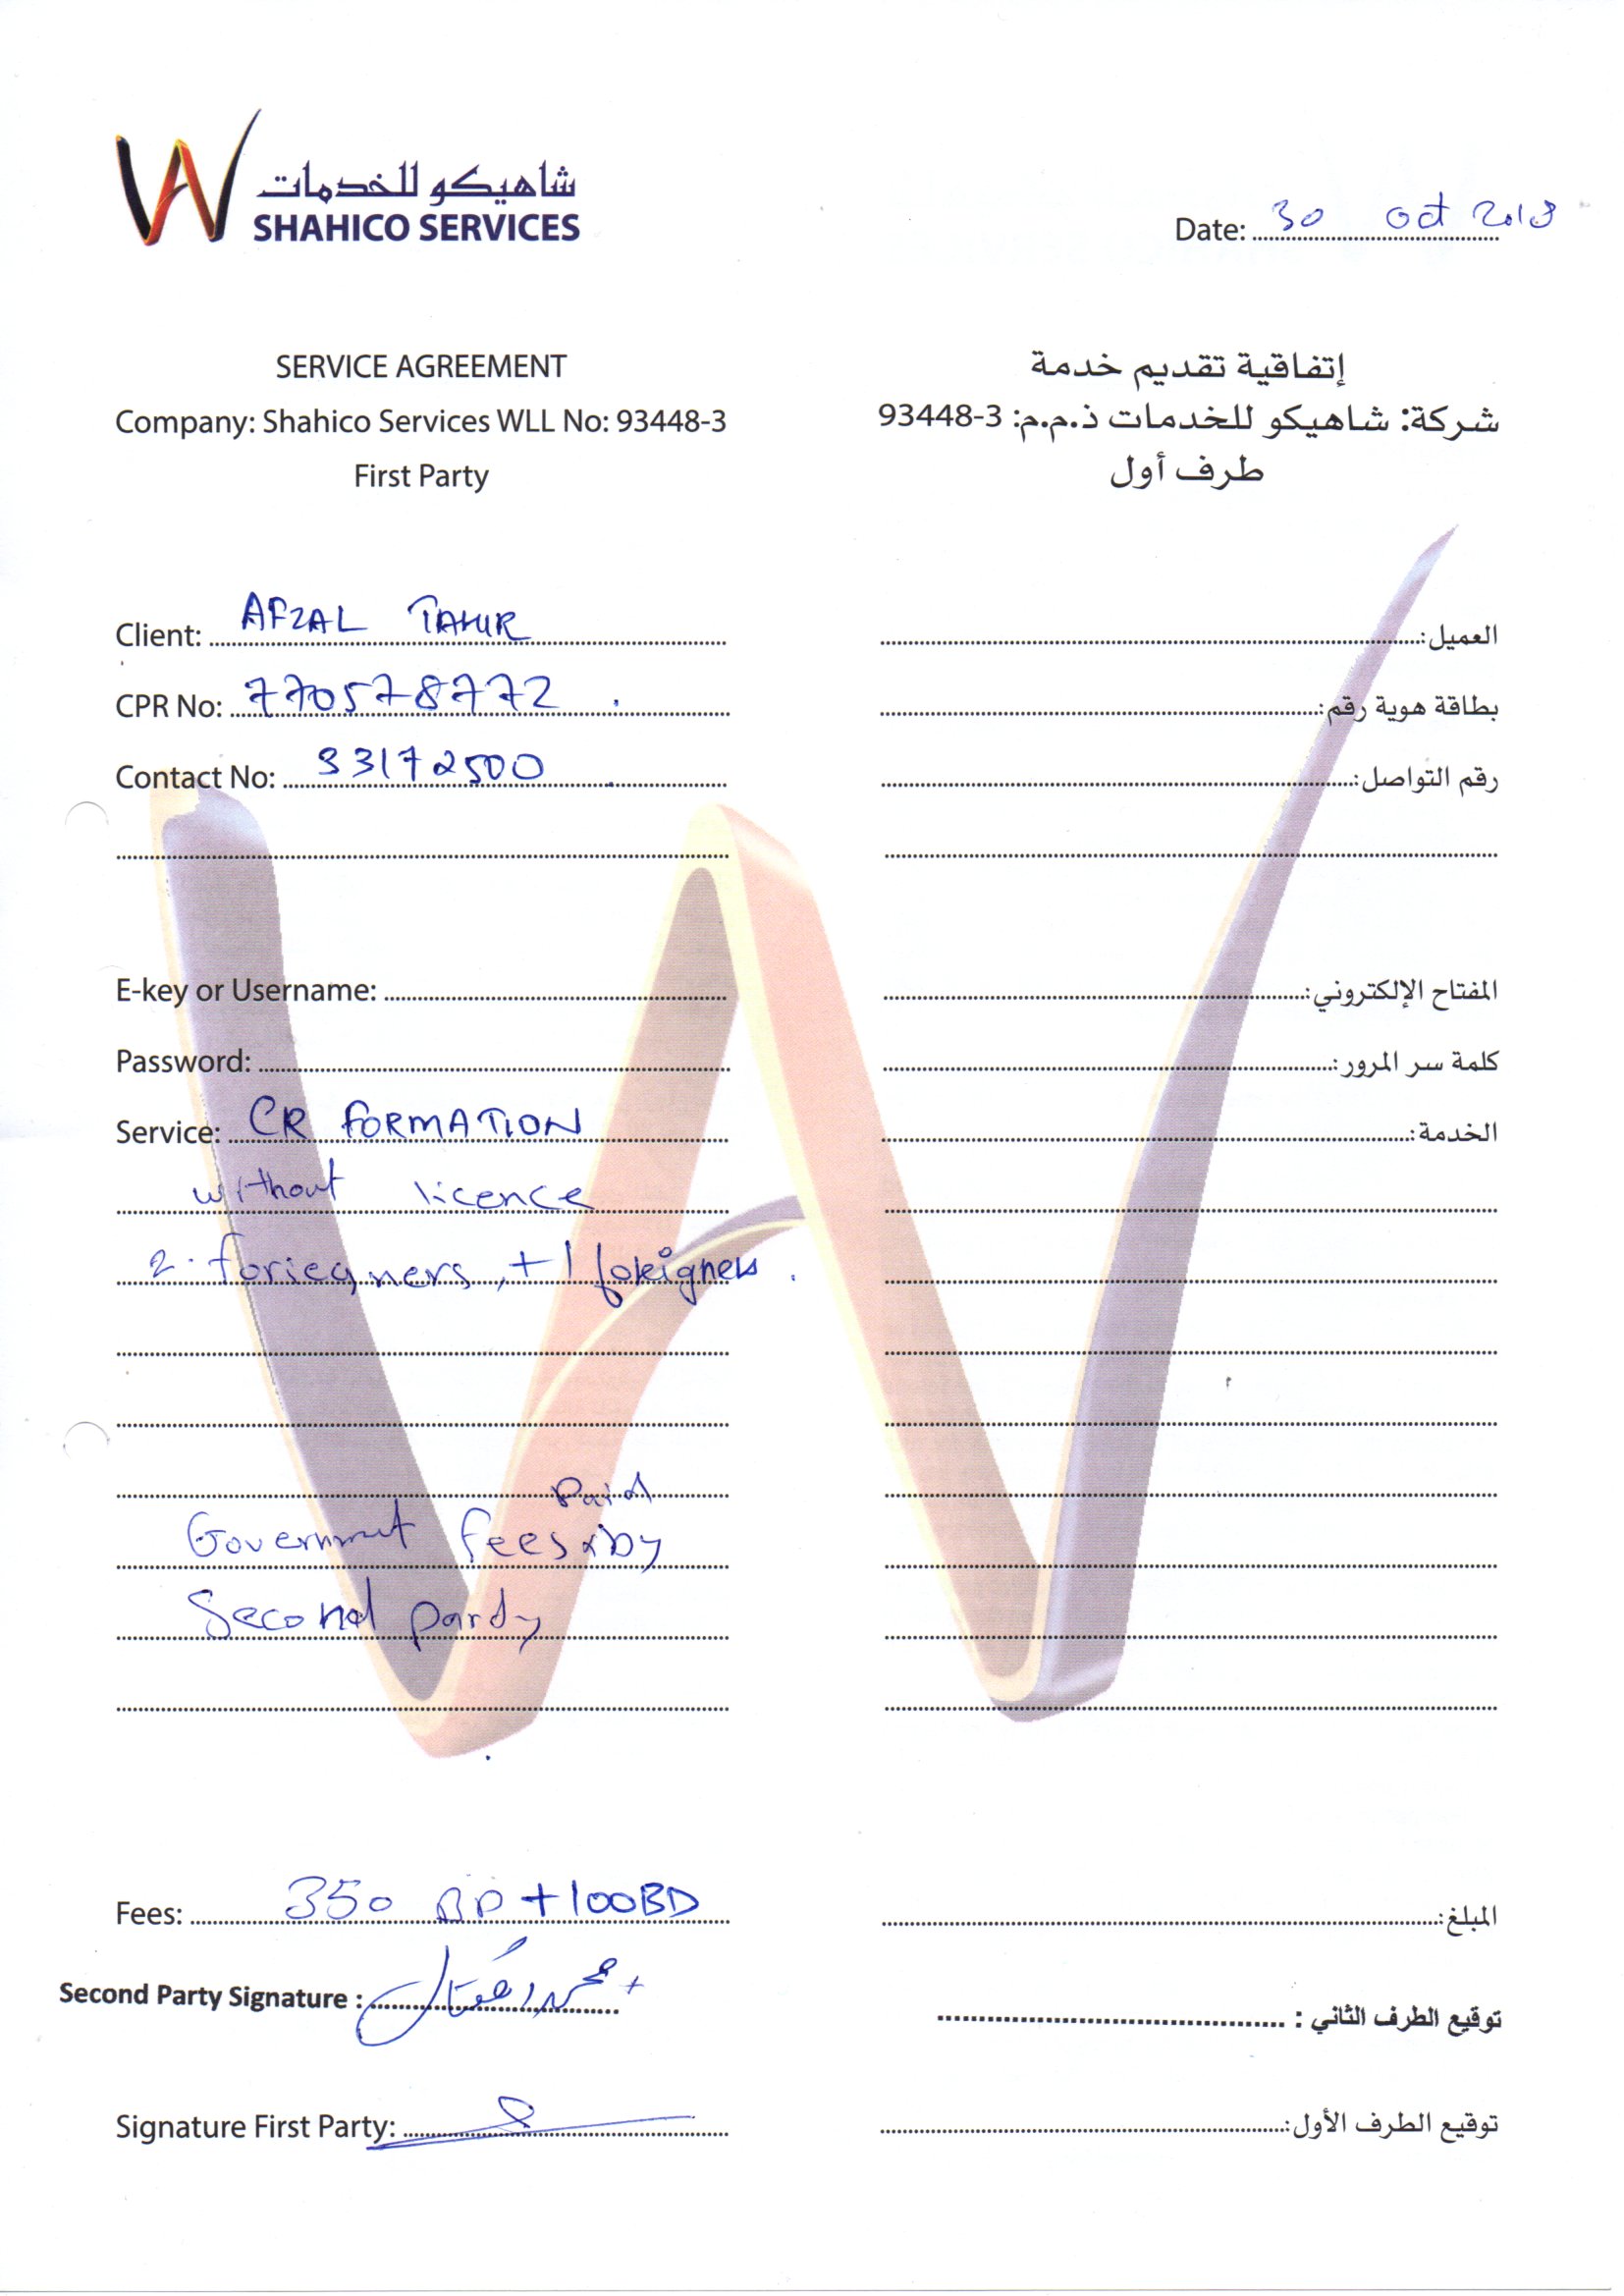 شاهيكو للخدمات
SHAHICO SERVICES
Date: 30 oct 2018
SERVICE AGREEMENT
Company: Shahico Services WLL No: 93448-3
First Party
إتفاقية تقديم خدمة
شركة: شاهيكو للخدمات ذ.م.م: 3-93448
طرف أول
Client: AFZAL TAHIR
CPR No: 770578772
Contact No: 33172500
العميل:
بطاقة هوية رقم:
رقم التواصل:
E-key or Username:
Password:
Service: CR FORMATION
without licence
2 foriegners, +1 foreigner.
Paid
Government fees by
Second pardy
المفتاح الإلكتروني:
كلمة سر المرور:
الخدمة:
Fees: 350 BD +100BD
Second Party Signature :
Signature First Party:
المبلغ:
توقيع الطرف الثاني :
توقيع الطرف الأول: